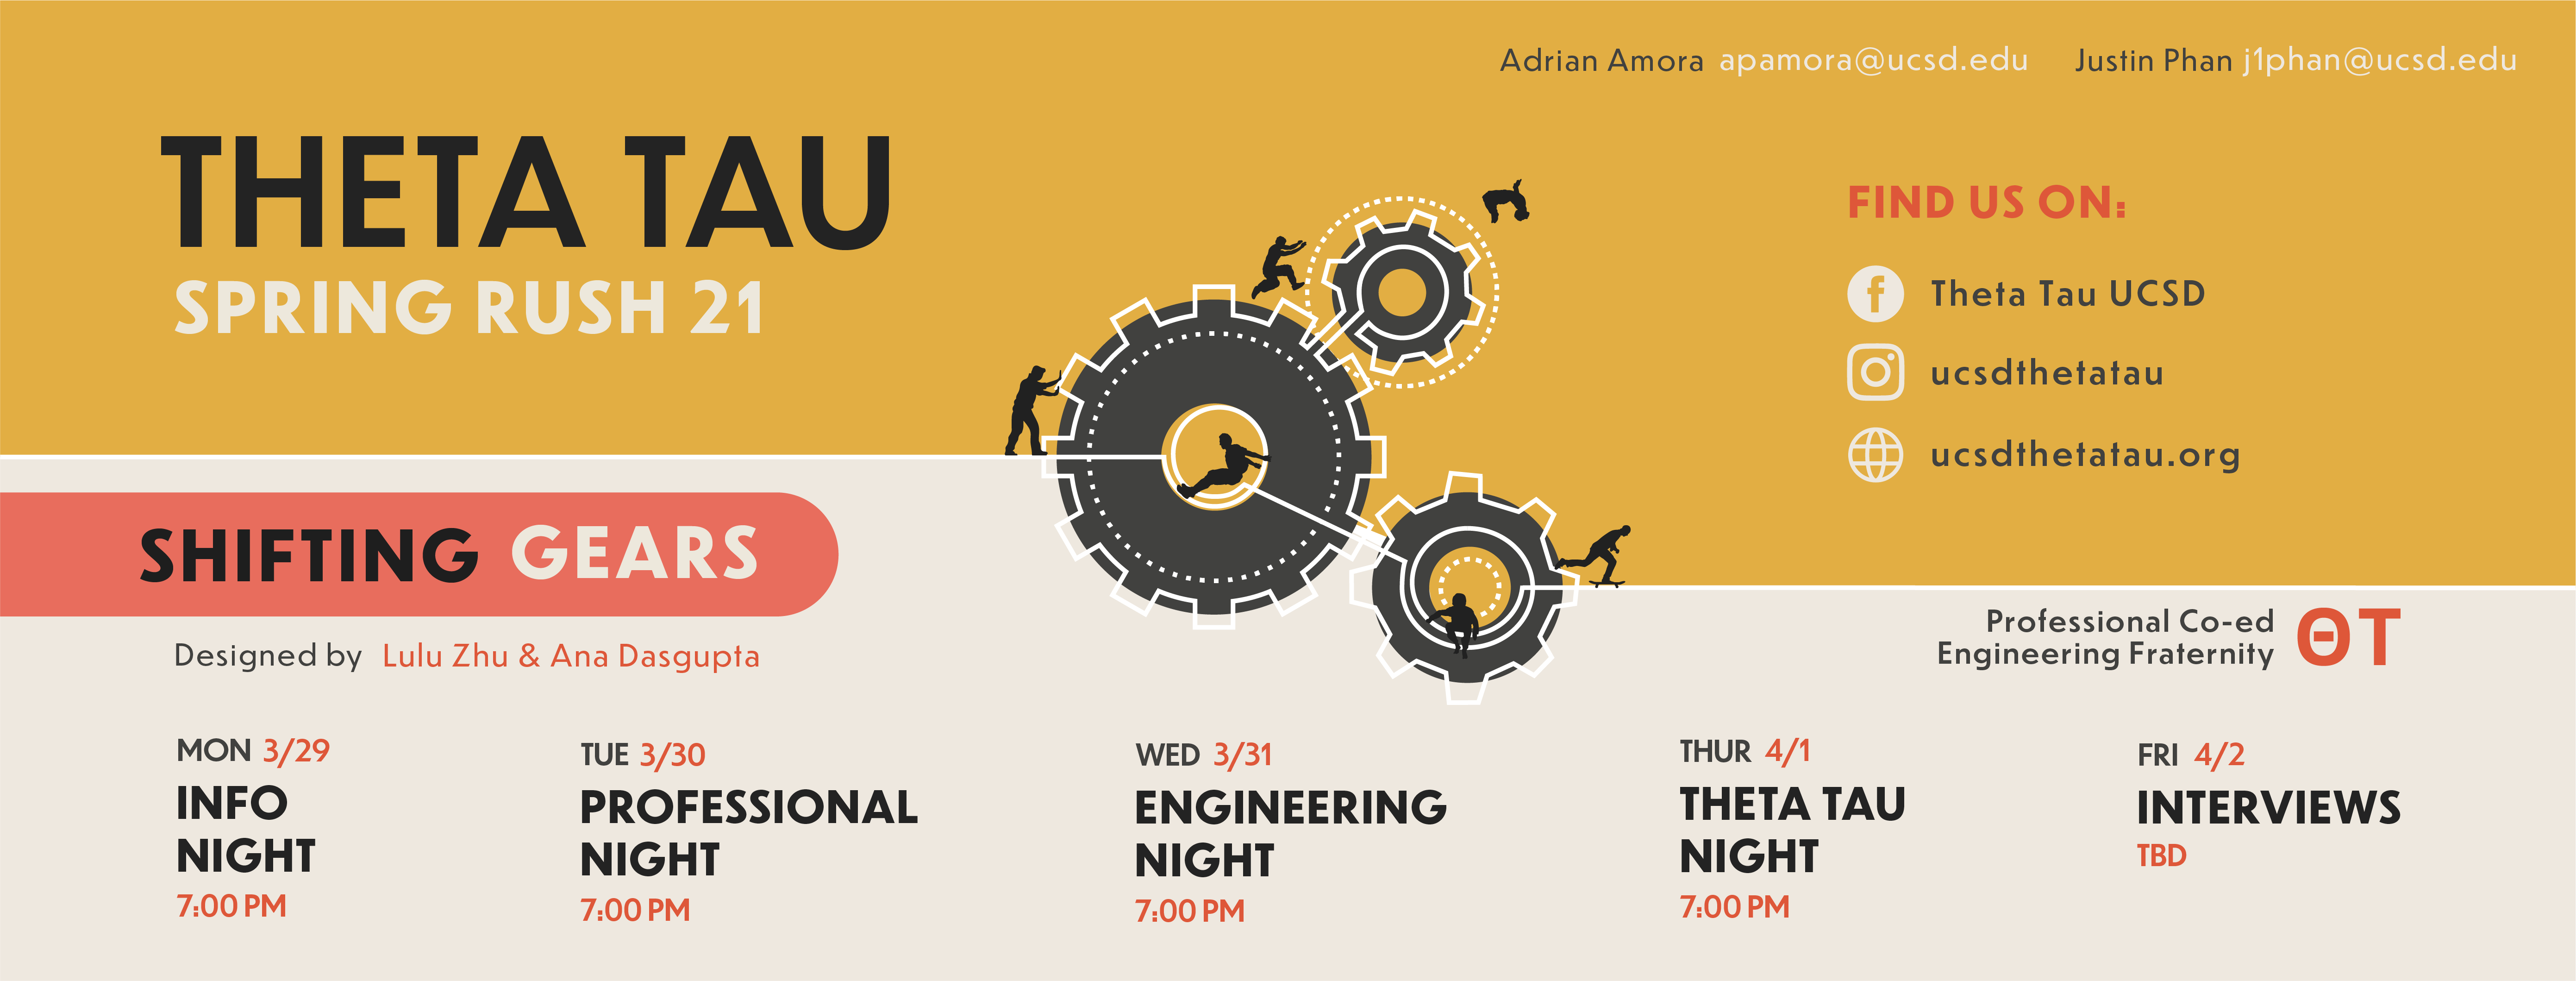 Adrian Amora apamora@ucsd.edu Justin Phan j1phan@ucsd.edu
THETA TAU
SPRING RUSH 21
FIND US ON:
Theta Tau UCSD
ucsdthetatau
ucsdthetatau.org
SHIFTING GEARS
Designed by Lulu Zhu & Ana Dasgupta
Professional Co-ed
Engineering Fraternity
ΘΤ
MON 3/29
INFO
NIGHT
7:00 PM
TUE 3/30
PROFESSIONAL
NIGHT
7:00 PM
WED 3/31
ENGINEERING
NIGHT
7:00 PM
THUR 4/1
THETA TAU
NIGHT
7:00 PM
FRI 4/2
INTERVIEWS
TBD